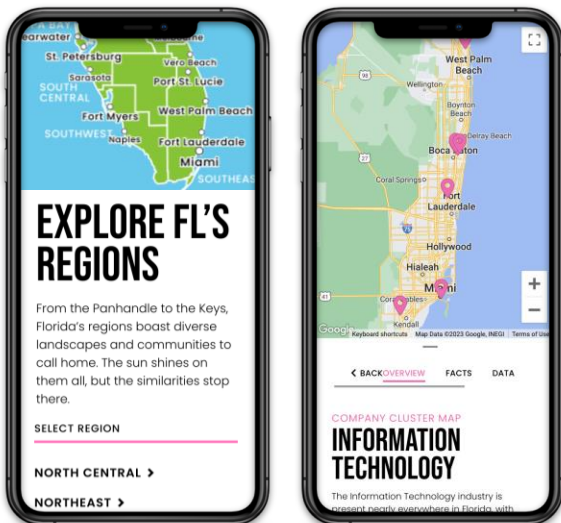 St. Petersburg
Vero Beach
Sarasota
Port St. Lucie
SOUTH
CENTRAL
Fort Myers
West Palm Beach
SOUTHWEST
Naples
Fort Lauderdale
Miami
EXPLORE FL'S
REGIONS
From the Panhandle to the Keys,
Florida's regions boast diverse
landscapes and communities to
call home. The sun shines on
them all, but the similarities stop
there.
SELECT REGION
NORTH CENTRAL >
NORTHEAST >
West Palm
Beach
98
Wellington
Boynton
Beach
Delray Beach
Boca
27
Coral Springs
Fort
Lauderdale
Hollywood
Hialeah
Miami
41
Kendall
+
−
Google
Keyboard shortcuts Map Data ©2023 Google, INEGI Terms of Use
< BACK OVERVIEW FACTS DATA
COMPANY CLUSTER MAP
INFORMATION
TECHNOLOGY
The Information Technology industry is
present nearly everywhere in Florida, with